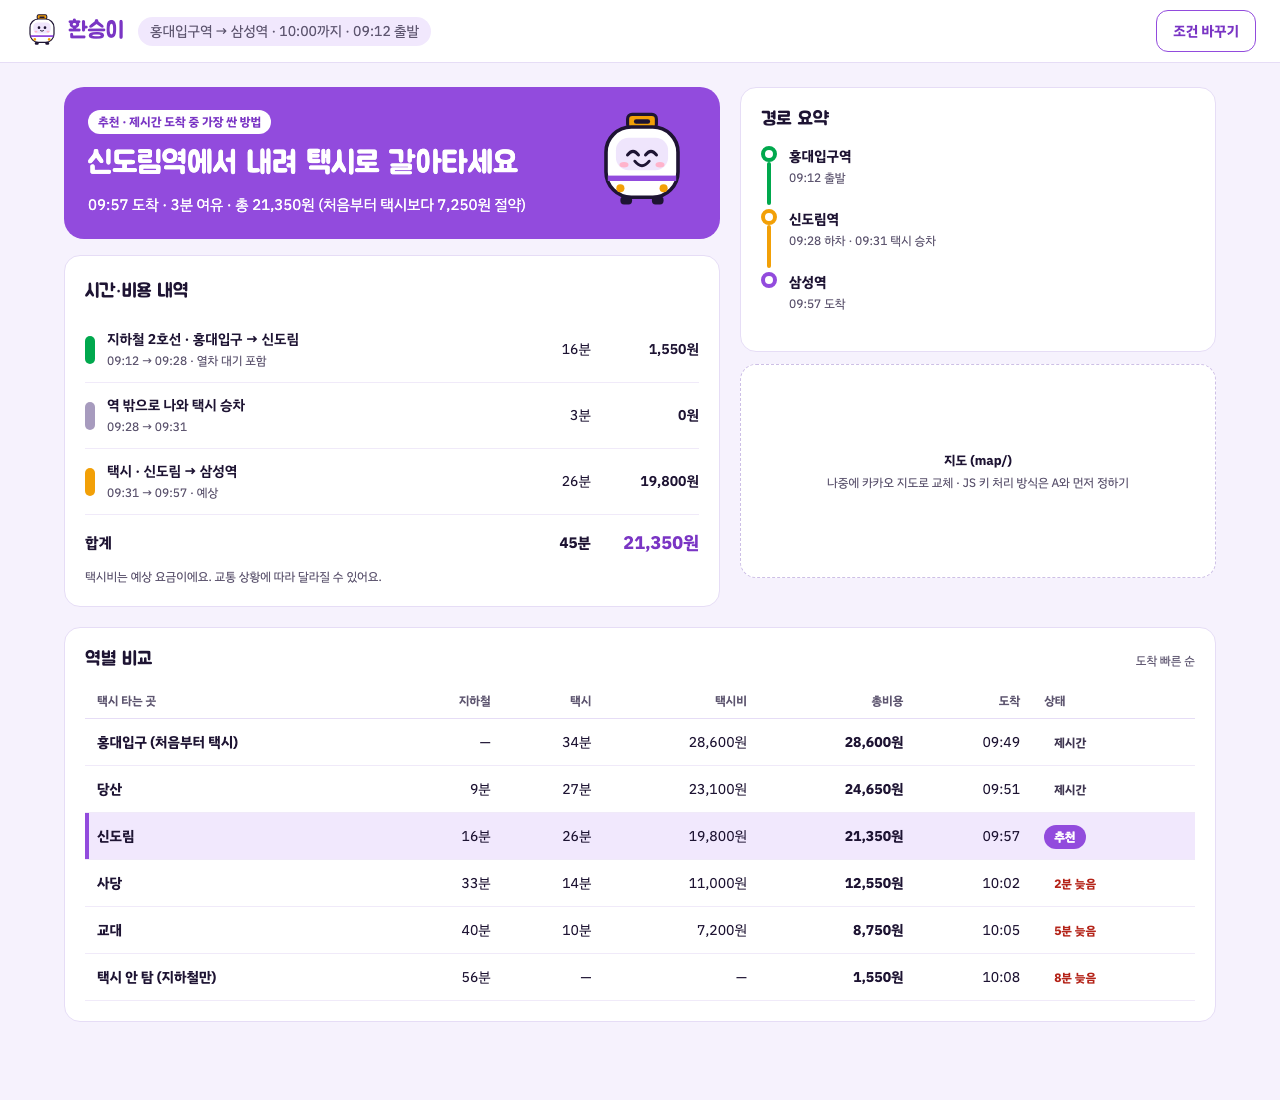 환승이
홍대입구역 → 삼성역 · 10:00까지 · 09:12 출발
조건 바꾸기
추천 · 제시간 도착 중 가장 싼 방법
신도림역에서 내려 택시로 갈아타세요
09:57 도착 · 3분 여유 · 총 21,350원 (처음부터 택시보다 7,250원 절약)
시간·비용 내역
지하철 2호선 · 홍대입구 → 신도림 16분 1,550원
09:12 → 09:28 · 열차 대기 포함
역 밖으로 나와 택시 승차 3분 0원
09:28 → 09:31
택시 · 신도림 → 삼성역 26분 19,800원
09:31 → 09:57 · 예상
합계 45분 21,350원
택시비는 예상 요금이에요. 교통 상황에 따라 달라질 수 있어요.
경로 요약
홍대입구역
09:12 출발
신도림역
09:28 하차 · 09:31 택시 승차
삼성역
09:57 도착
지도 (map/)
나중에 카카오 지도로 교체 · JS 키 처리 방식은 A와 먼저 정하기
역별 비교
도착 빠른 순
택시 타는 곳 지하철 택시 택시비 총비용 도착 상태
홍대입구 (처음부터 택시) — 34분 28,600원 28,600원 09:49 제시간
당산 9분 27분 23,100원 24,650원 09:51 제시간
신도림 16분 26분 19,800원 21,350원 09:57 추천
사당 33분 14분 11,000원 12,550원 10:02 2분 늦음
교대 40분 10분 7,200원 8,750원 10:05 5분 늦음
택시 안 탐 (지하철만) 56분 — — 1,550원 10:08 8분 늦음